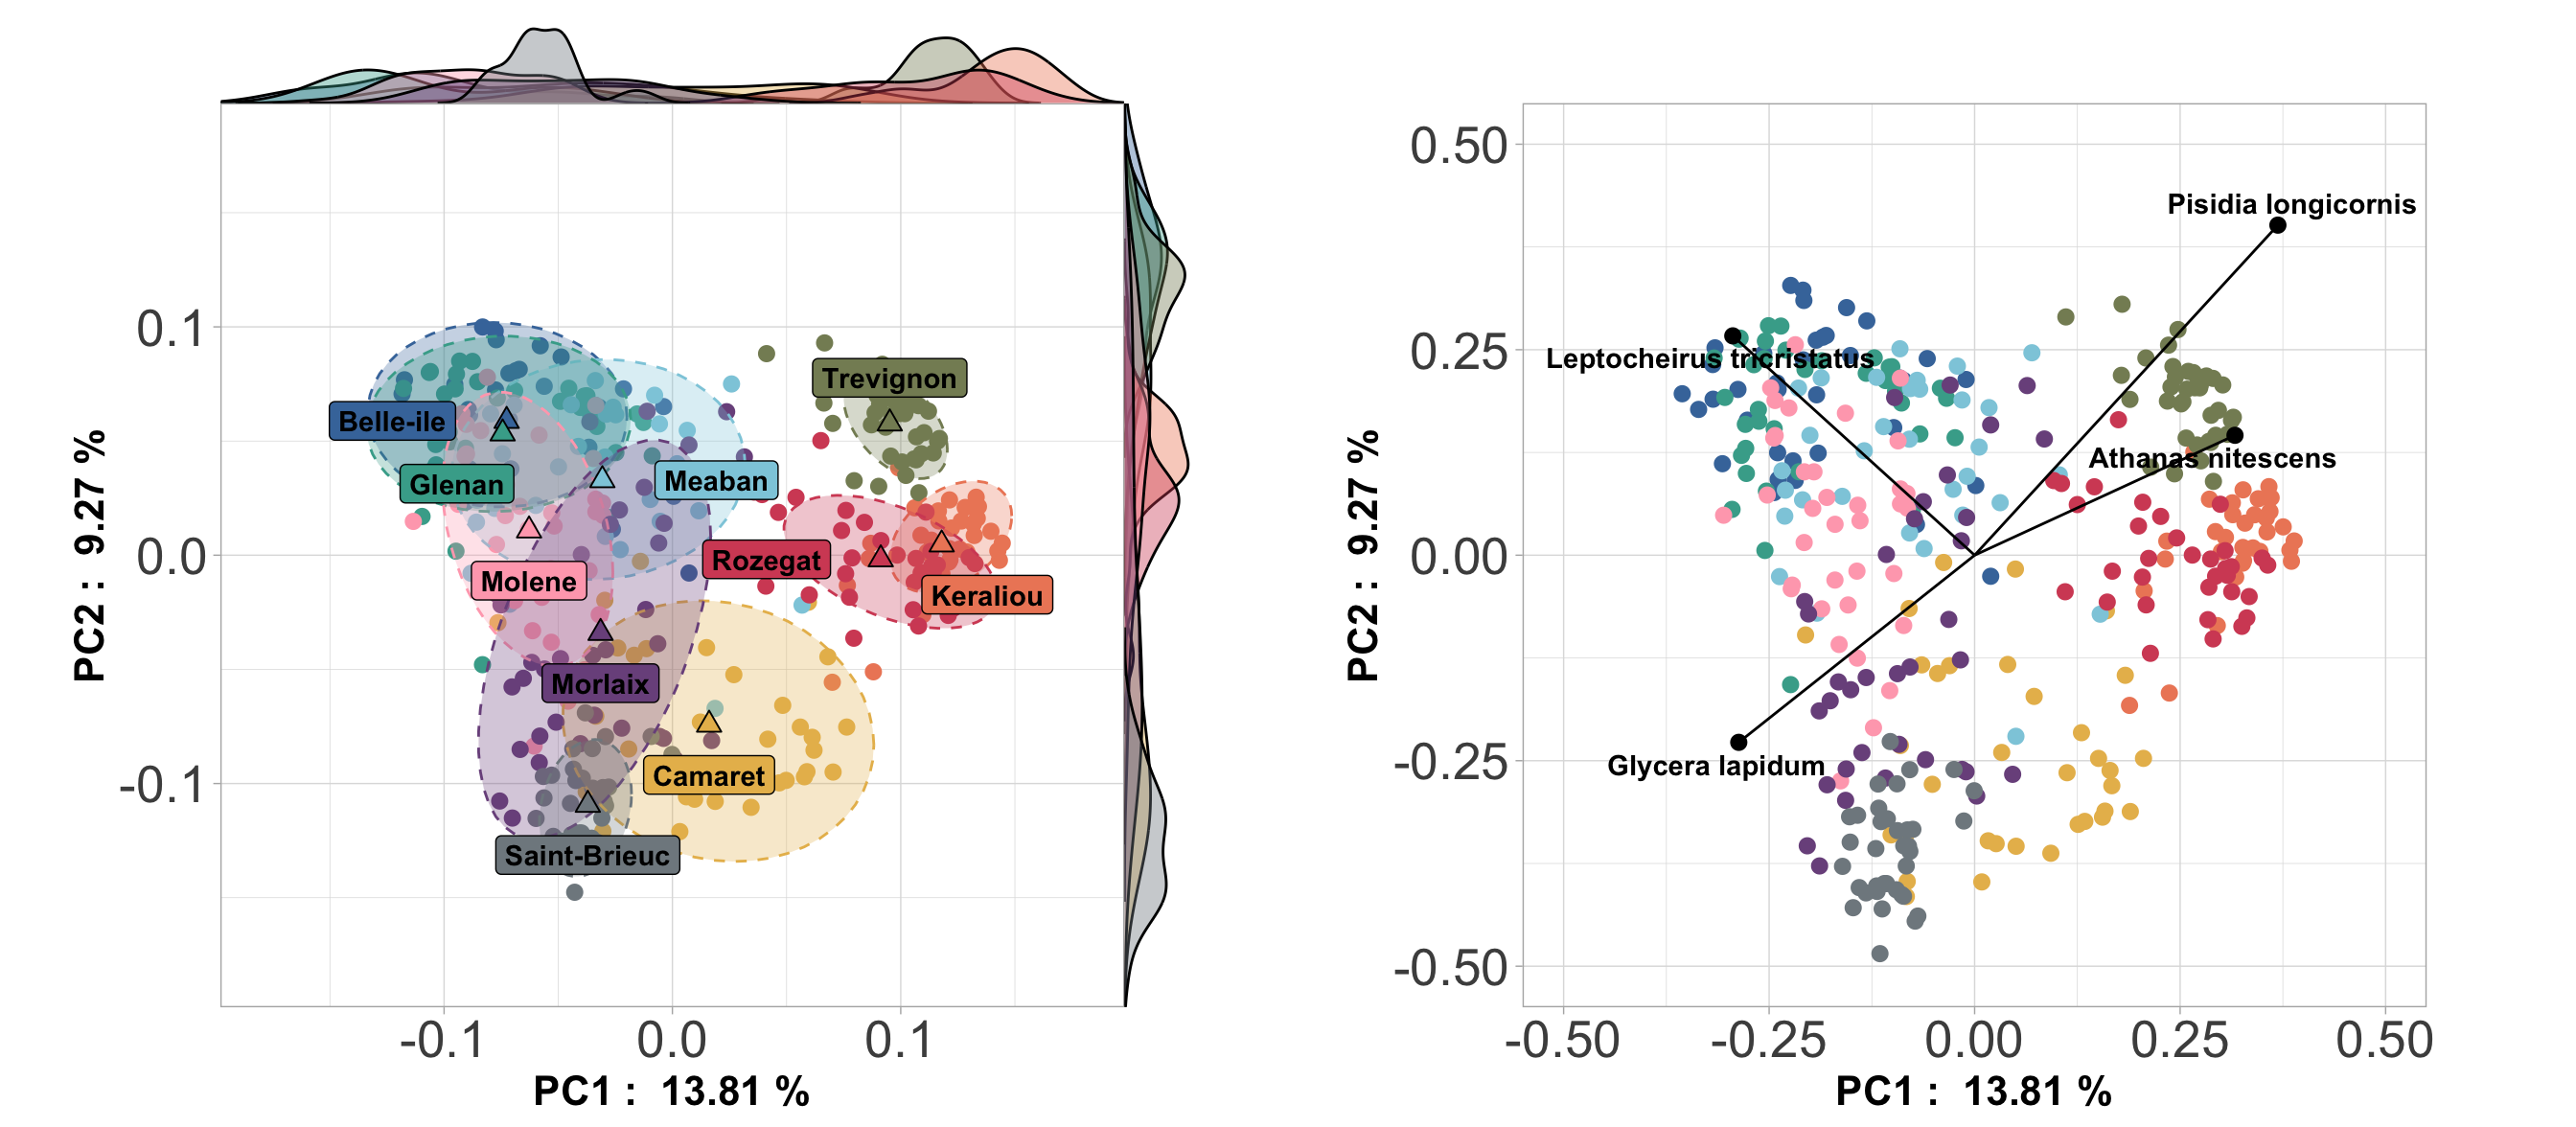 Trevignon
Belle-ile
Glenan
Meaban
Rozegat
Molene
Keraliou
Morlaix
Camaret
Saint-Brieuc
0.1
0.0
-0.1
PC2 : 9.27 %
-0.1
0.0
0.1
PC1 : 13.81 %
Pisidia longicornis
Leptocheirus tricristatus
Athanas nitescens
Glycera lapidum
0.50
0.25
0.00
-0.25
-0.50
PC2 : 9.27 %
-0.50
-0.25
0.00
0.25
0.50
PC1 : 13.81 %